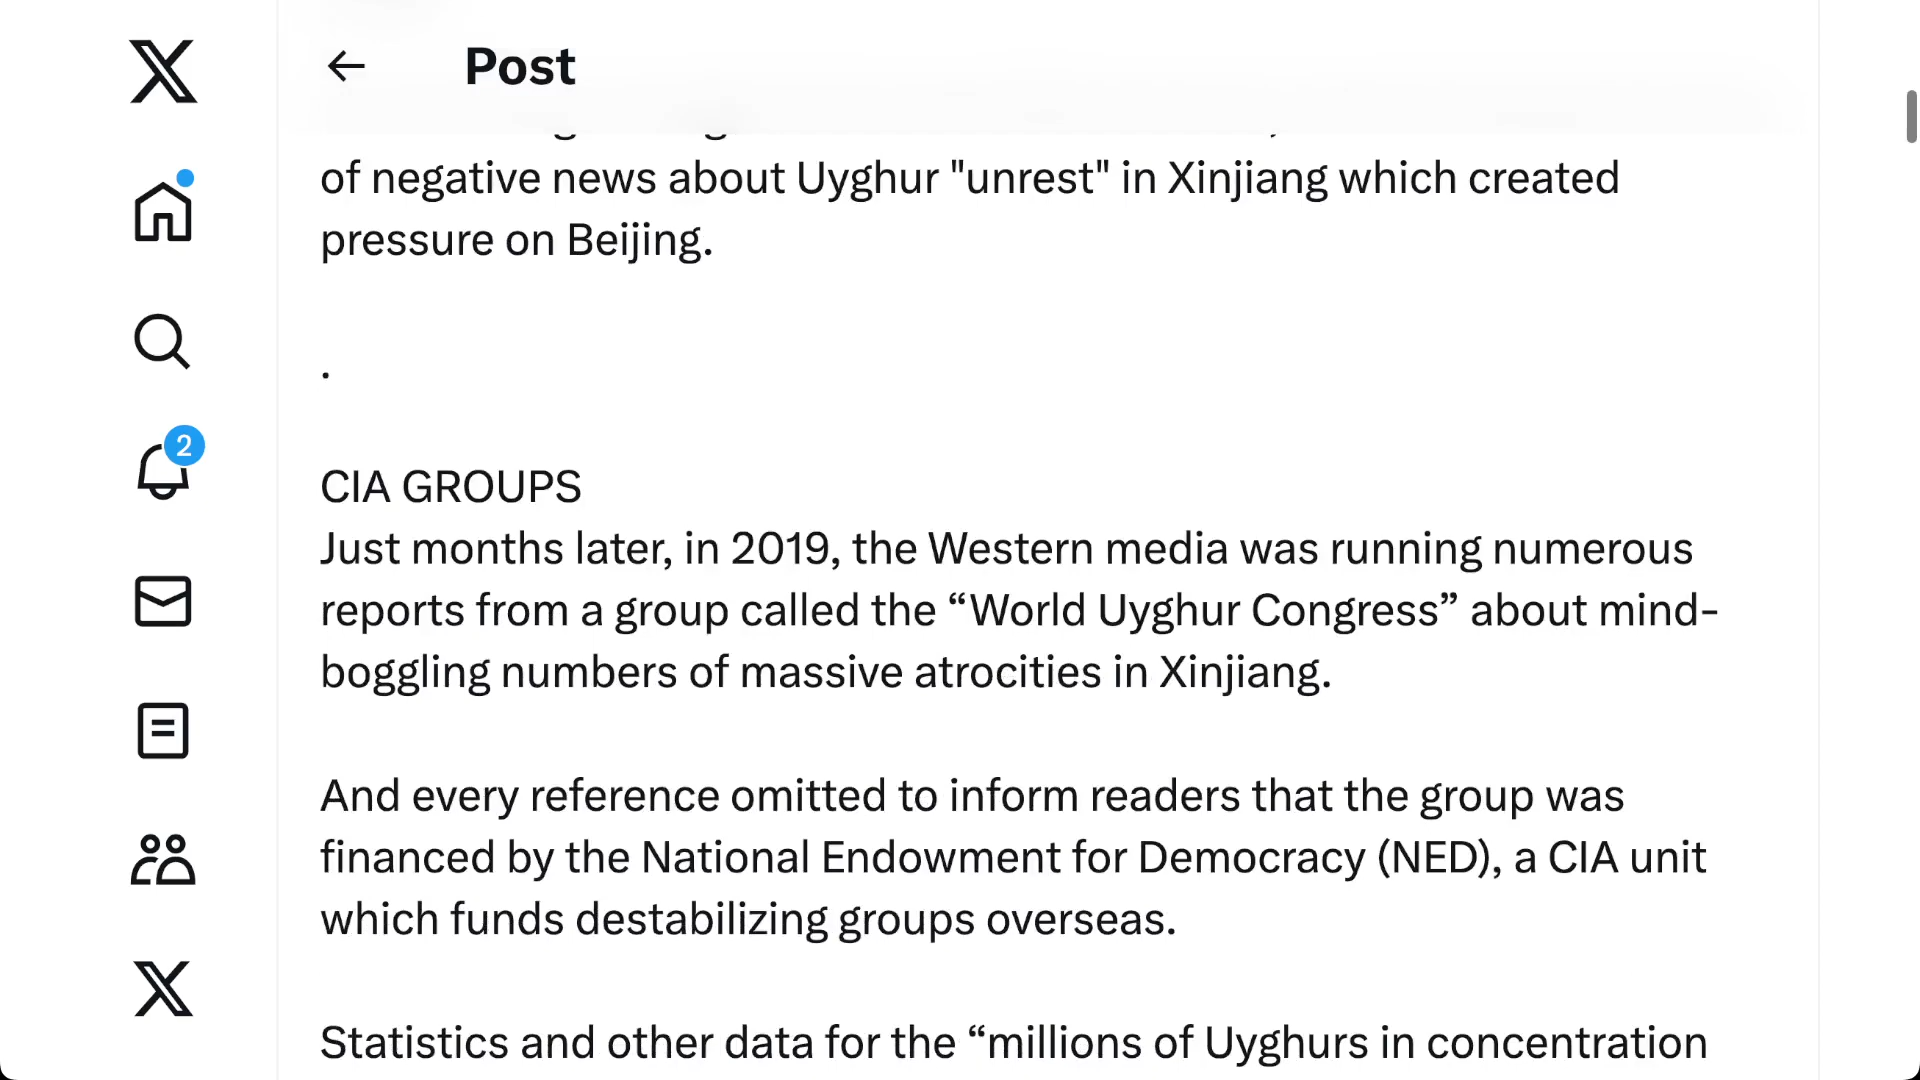 Post
of negative news about Uyghur "unrest" in Xinjiang which created
pressure on Beijing.
.
2
CIA GROUPS
Just months later, in 2019, the Western media was running numerous
reports from a group called the “World Uyghur Congress” about mind-
boggling numbers of massive atrocities in Xinjiang.
And every reference omitted to inform readers that the group was
financed by the National Endowment for Democracy (NED), a CIA unit
which funds destabilizing groups overseas.
Statistics and other data for the “millions of Uyghurs in concentration